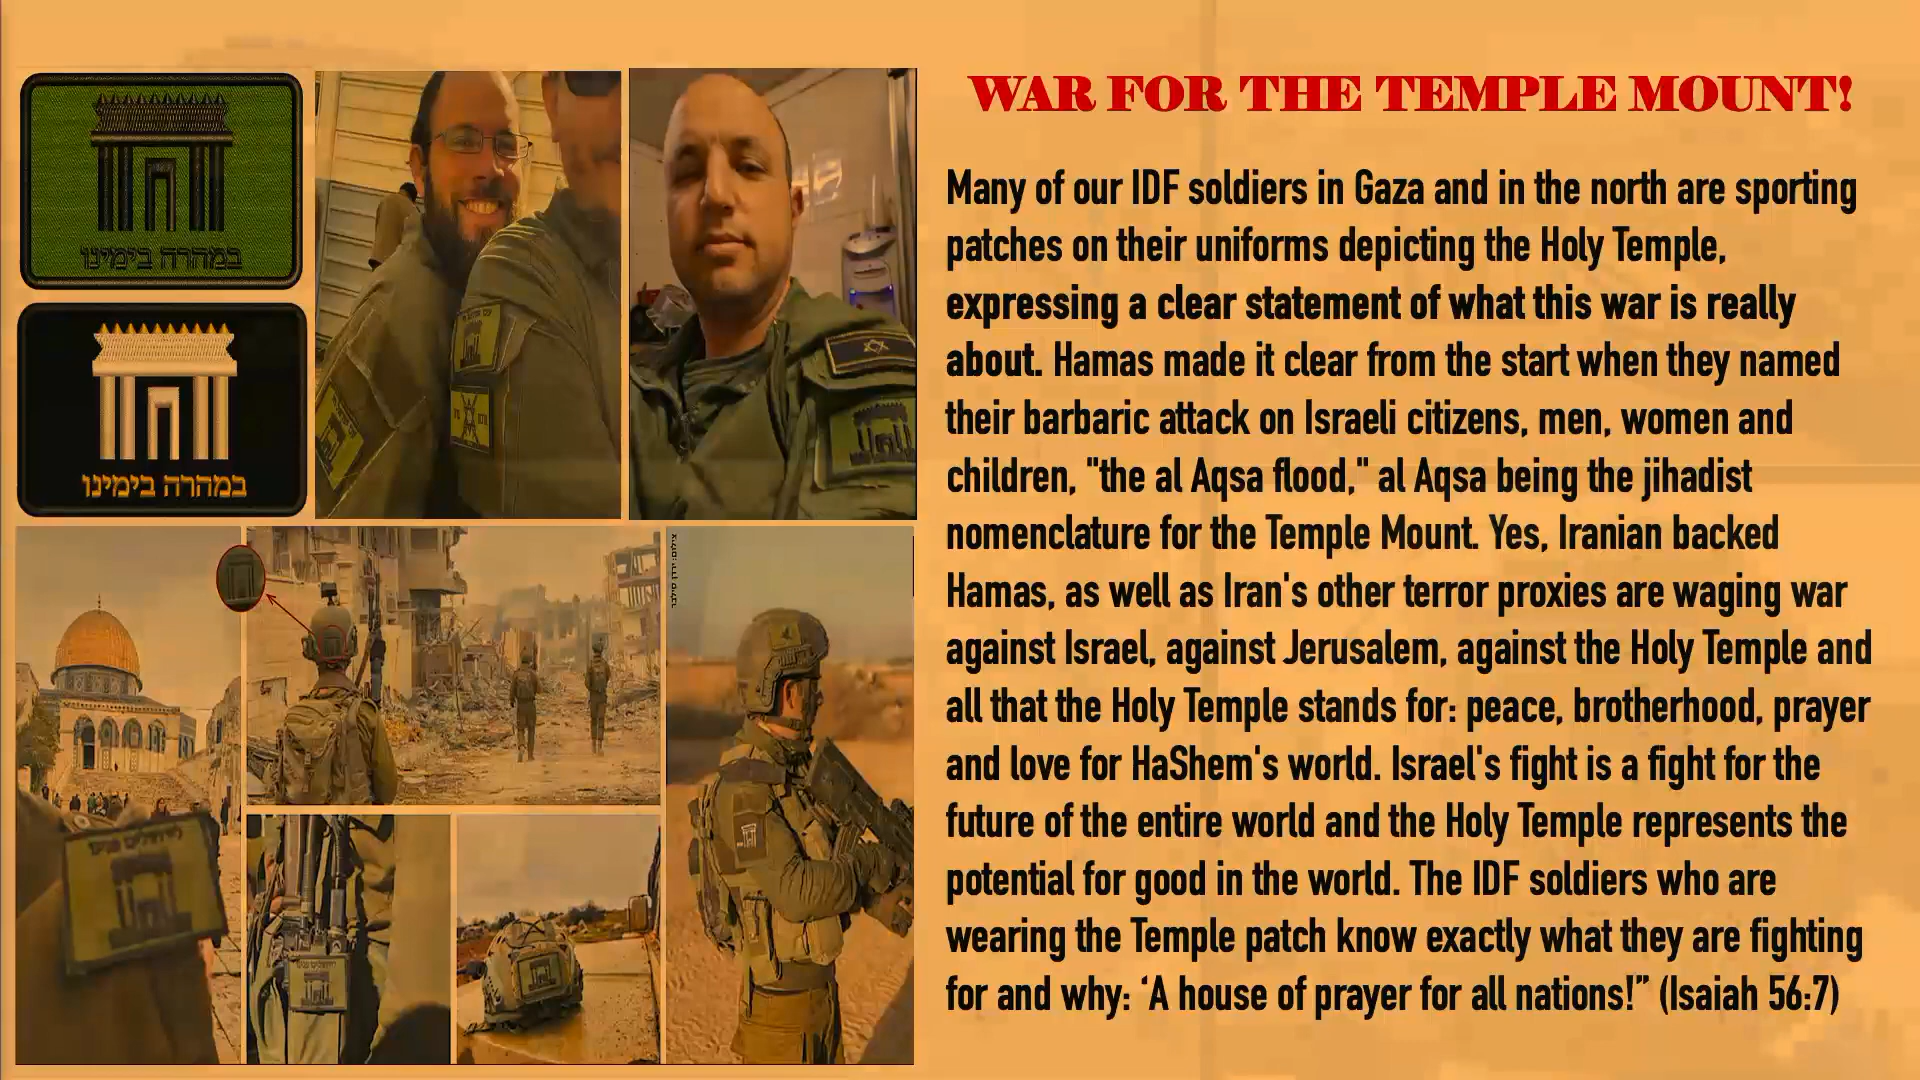 במהרה בימינו
במהרה בימינו
WAR FOR THE TEMPLE MOUNT!
Many of our IDF soldiers in Gaza and in the north are sporting
patches on their uniforms depicting the Holy Temple,
expressing a clear statement of what this war is really
about. Hamas made it clear from the start when they named
their barbaric attack on Israeli citizens, men, women and
children, "the al Aqsa flood," al Aqsa being the jihadist
nomenclature for the Temple Mount. Yes, Iranian backed
Hamas, as well as Iran's other terror proxies are waging war
against Israel, against Jerusalem, against the Holy Temple and
all that the Holy Temple stands for: peace, brotherhood, prayer
and love for HaShem's world. Israel's fight is a fight for the
future of the entire world and the Holy Temple represents the
potential for good in the world. The IDF soldiers who are
wearing the Temple patch know exactly what they are fighting
for and why: ‘A house of prayer for all nations!” (Isaiah 56:7)